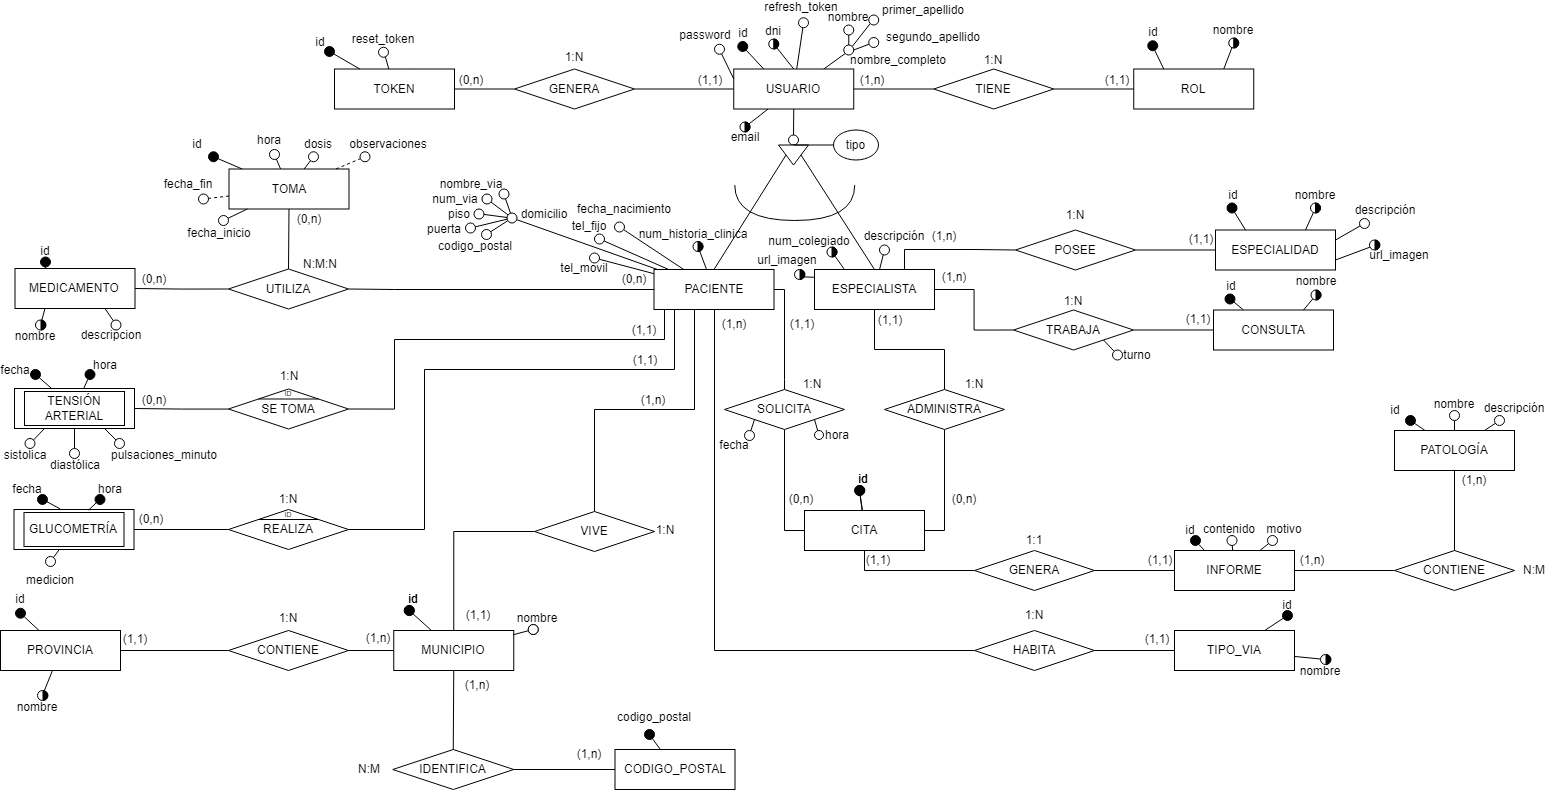 refresh_token
primer_apellido
nombre
segundo_apellido
nombre_completo
password
id
dni
email
id
reset_token
TOKEN
(0,n)
1:N
GENERA
(1,1)
USUARIO
(1,n)
1:N
TIENE
(1,1)
id
nombre
ROL
tipo
id
hora
dosis
observaciones
fecha_fin
TOMA
fecha_inicio
(0,n)
nombre_via
num_via
piso
puerta
codigo_postal
domicilio
fecha_nacimiento
tel_fijo
num_historia_clinica
tel_movil
(0,n)
PACIENTE
num_colegiado
descripción
url_imagen
ESPECIALISTA
(1,n)
1:N
POSEE
(1,1)
id
nombre
descripción
ESPECIALIDAD
url_imagen
id
MEDICAMENTO
nombre
descripcion
(0,n)
N:M:N
UTILIZA
(1,n)
1:N
TRABAJA
turno
(1,1)
id
nombre
CONSULTA
(1,1)
(1,1)
(1,n)
(1,1)
(1,1)
fecha
hora
TENSIÓN
ARTERIAL
(0,n)
1:N
ID
SE TOMA
sistolica
diastólica
pulsaciones_minuto
(1,n)
1:N
SOLICITA
fecha
hora
1:N
ADMINISTRA
id
nombre
descripción
PATOLOGÍA
(1,n)
fecha
hora
GLUCOMETRÍA
medicion
(0,n)
1:N
ID
REALIZA
VIVE
1:N
(0,n)
id
(0,n)
CITA
(1,1)
1:1
GENERA
(1,1)
id
contenido
motivo
INFORME
(1,n)
CONTIENE
N:M
id
PROVINCIA
nombre
(1,1)
1:N
CONTIENE
(1,n)
id
(1,1)
nombre
MUNICIPIO
(1,n)
1:N
HABITA
(1,1)
id
TIPO_VIA
nombre
codigo_postal
N:M
IDENTIFICA
(1,n)
CODIGO_POSTAL